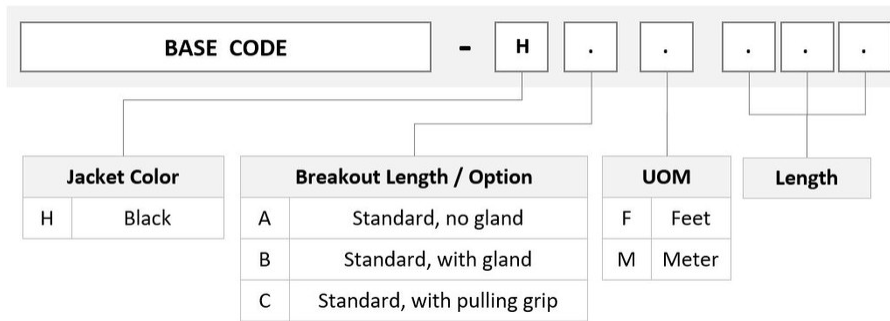 BASE CODE - H . . . . .
Jacket Color
H Black
Breakout Length / Option
A Standard, no gland
B Standard, with gland
C Standard, with pulling grip
UOM
F Feet
M Meter
Length